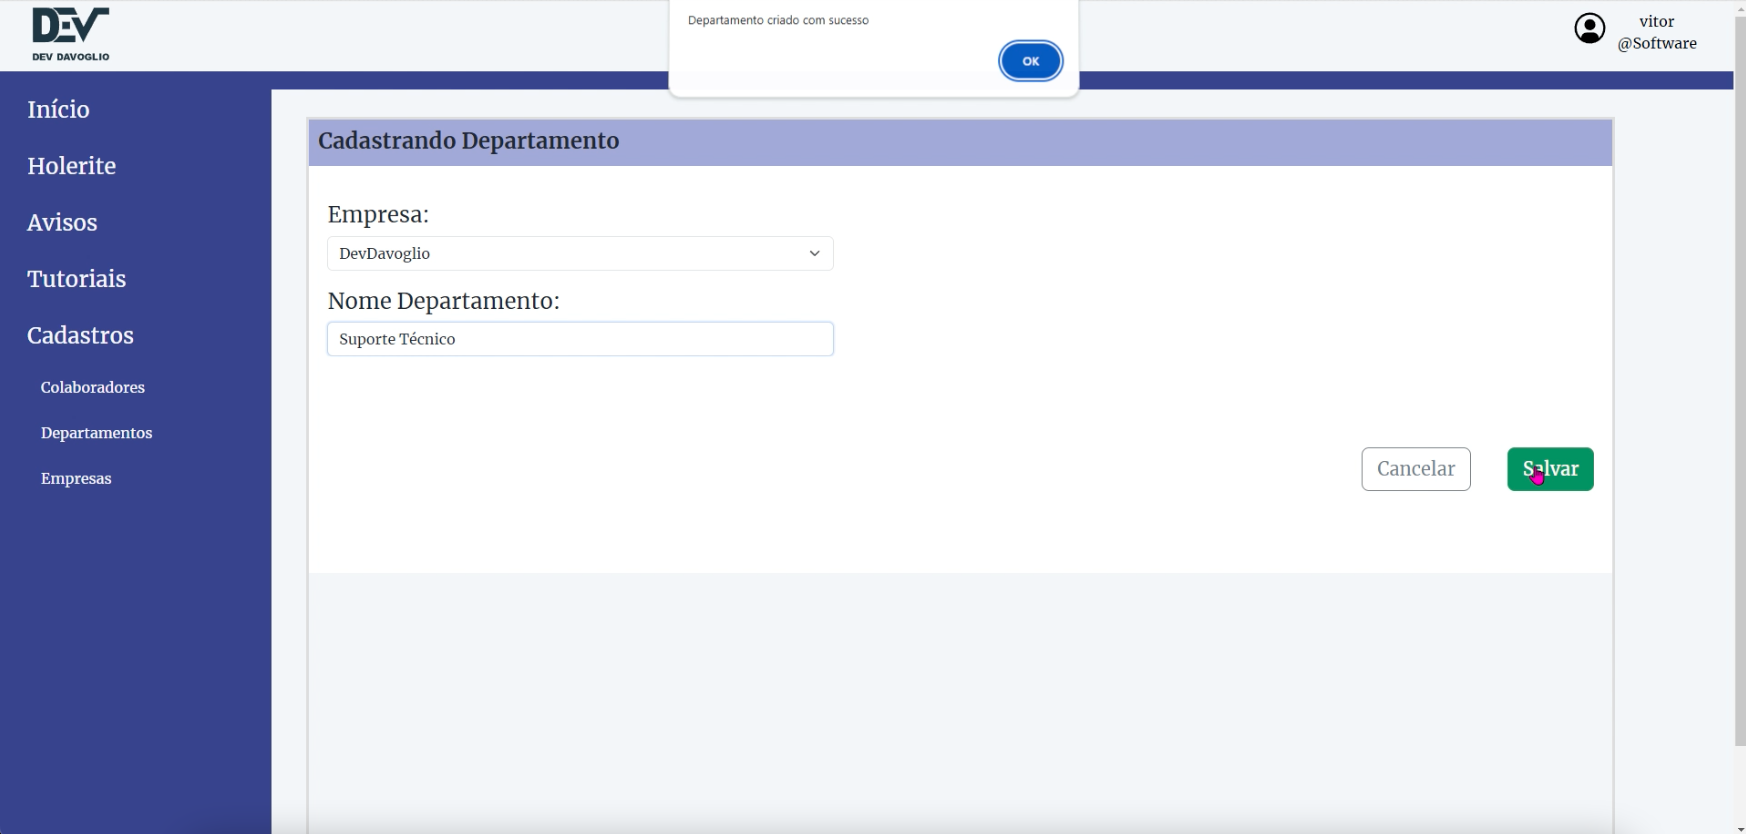 DEV
DEV DAVOGLIO
Departamento criado com sucesso
OK
vitor
@Software
Início
Holerite
Avisos
Tutoriais
Cadastros
Colaboradores
Departamentos
Empresas
Cadastrando Departamento
Empresa:
DevDavoglio
Nome Departamento:
Suporte Técnico
Cancelar
Salvar